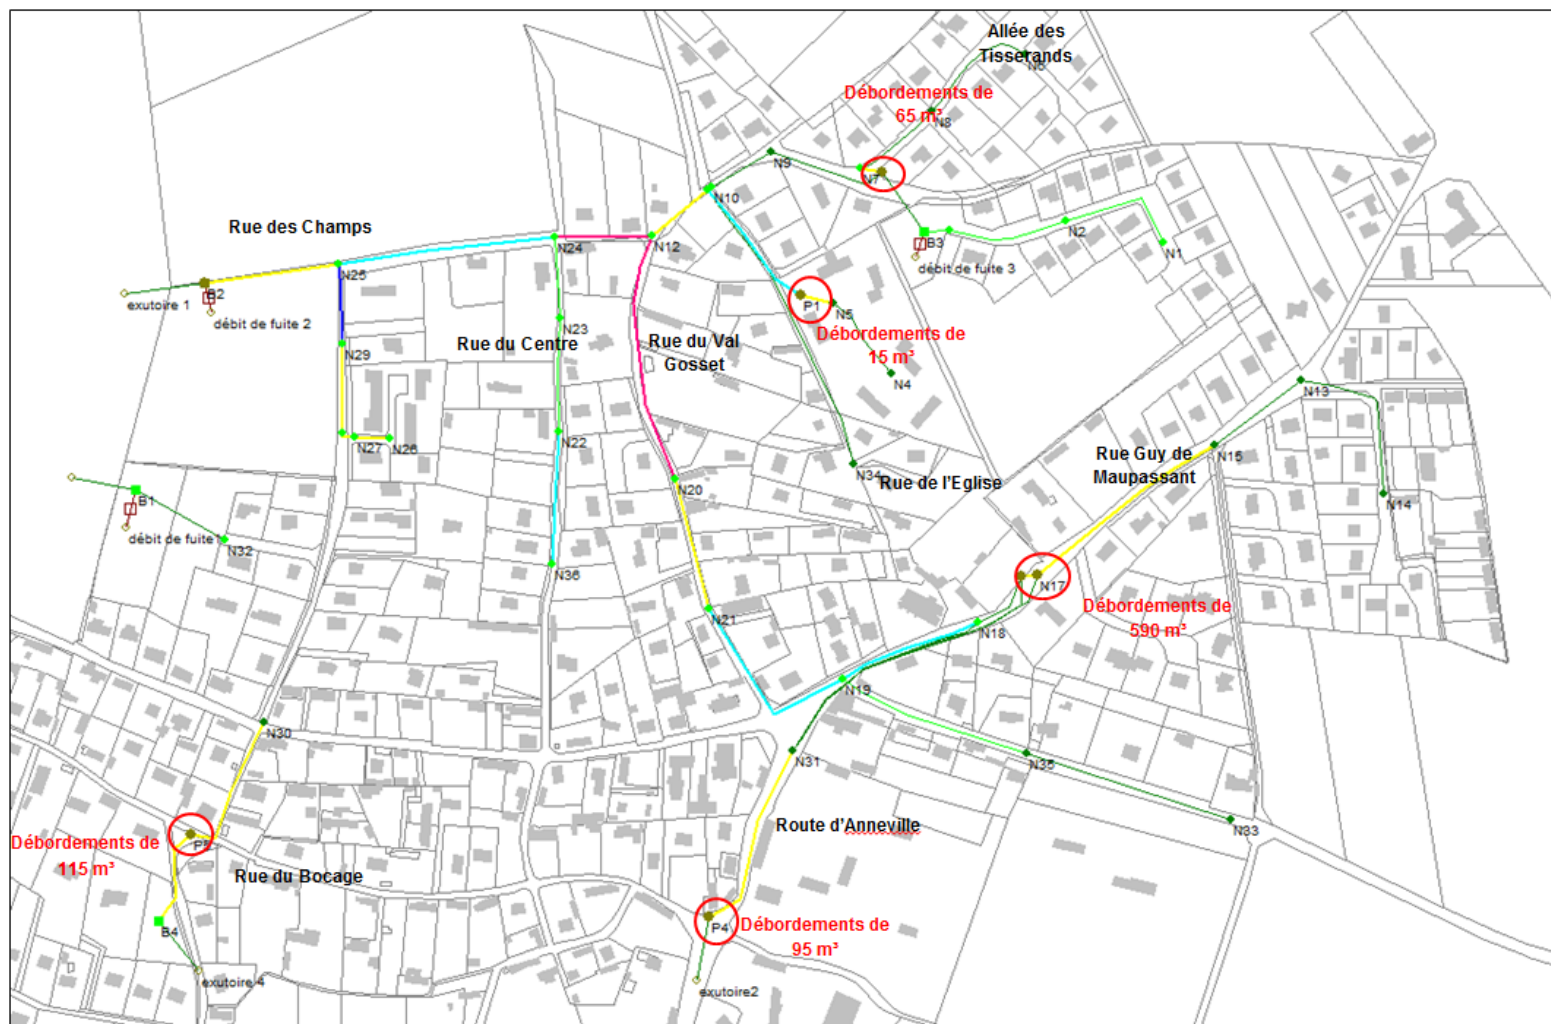 Allée des
Tisserands
N6
Débordements de
65 m³
N8
N9
N7
N10
Rue des Champs
N24
N12
B3
N2
N1
débit de fuite 3
N25
B2
exutoire 1
débit de fuite 2
P1
N5
N23
Rue du Centre
Rue du Val
Gosset
Débordements de
15 m³
N29
N4
N13
N27
N26
N22
N15
Rue Guy de
Maupassant
N34
Rue de l'Eglise
N20
B1
N14
débit de fuite1
N32
N36
N17
Débordements de
590 m³
N21
N18
N19
N30
N31
N35
Route d'Anneville
N33
Débordements de
115 m³
Rue du Bocage
B4
P4
Débordements de
95 m³
exutoire 4
exutoire2